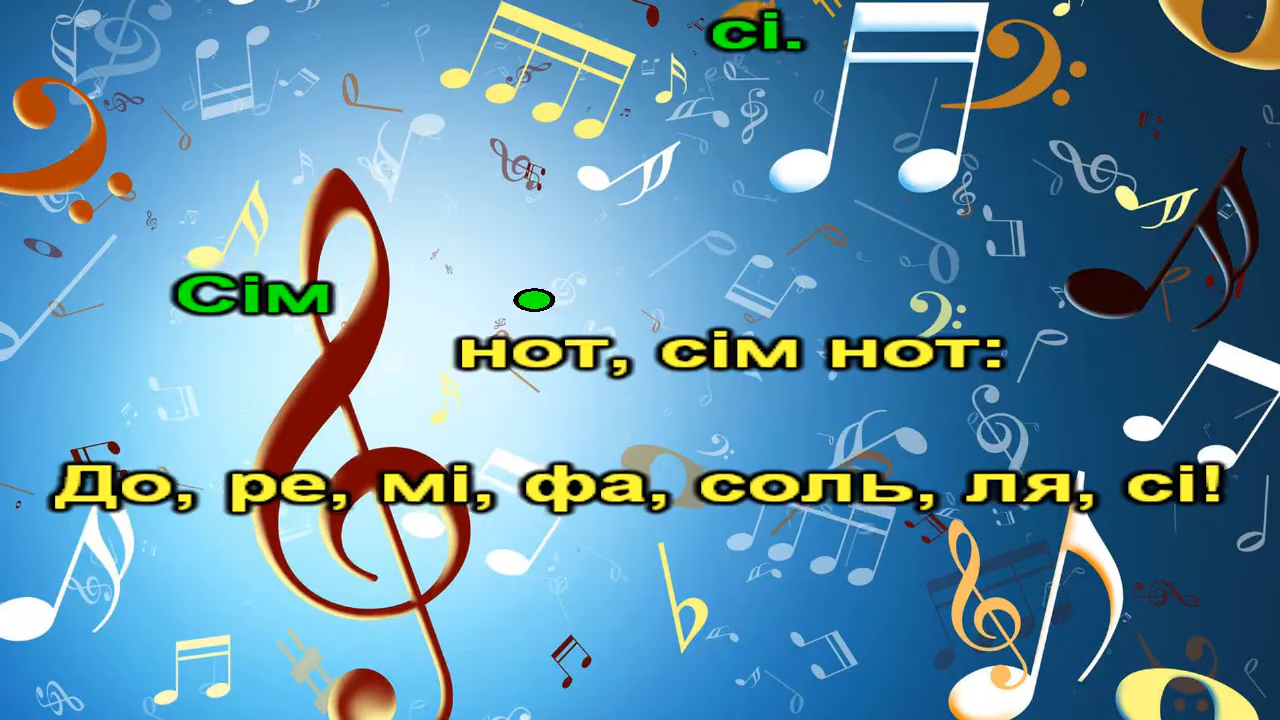 сі.
Сім
нот, сім нот:
До, ре, мі, фа, соль, ля, сі!